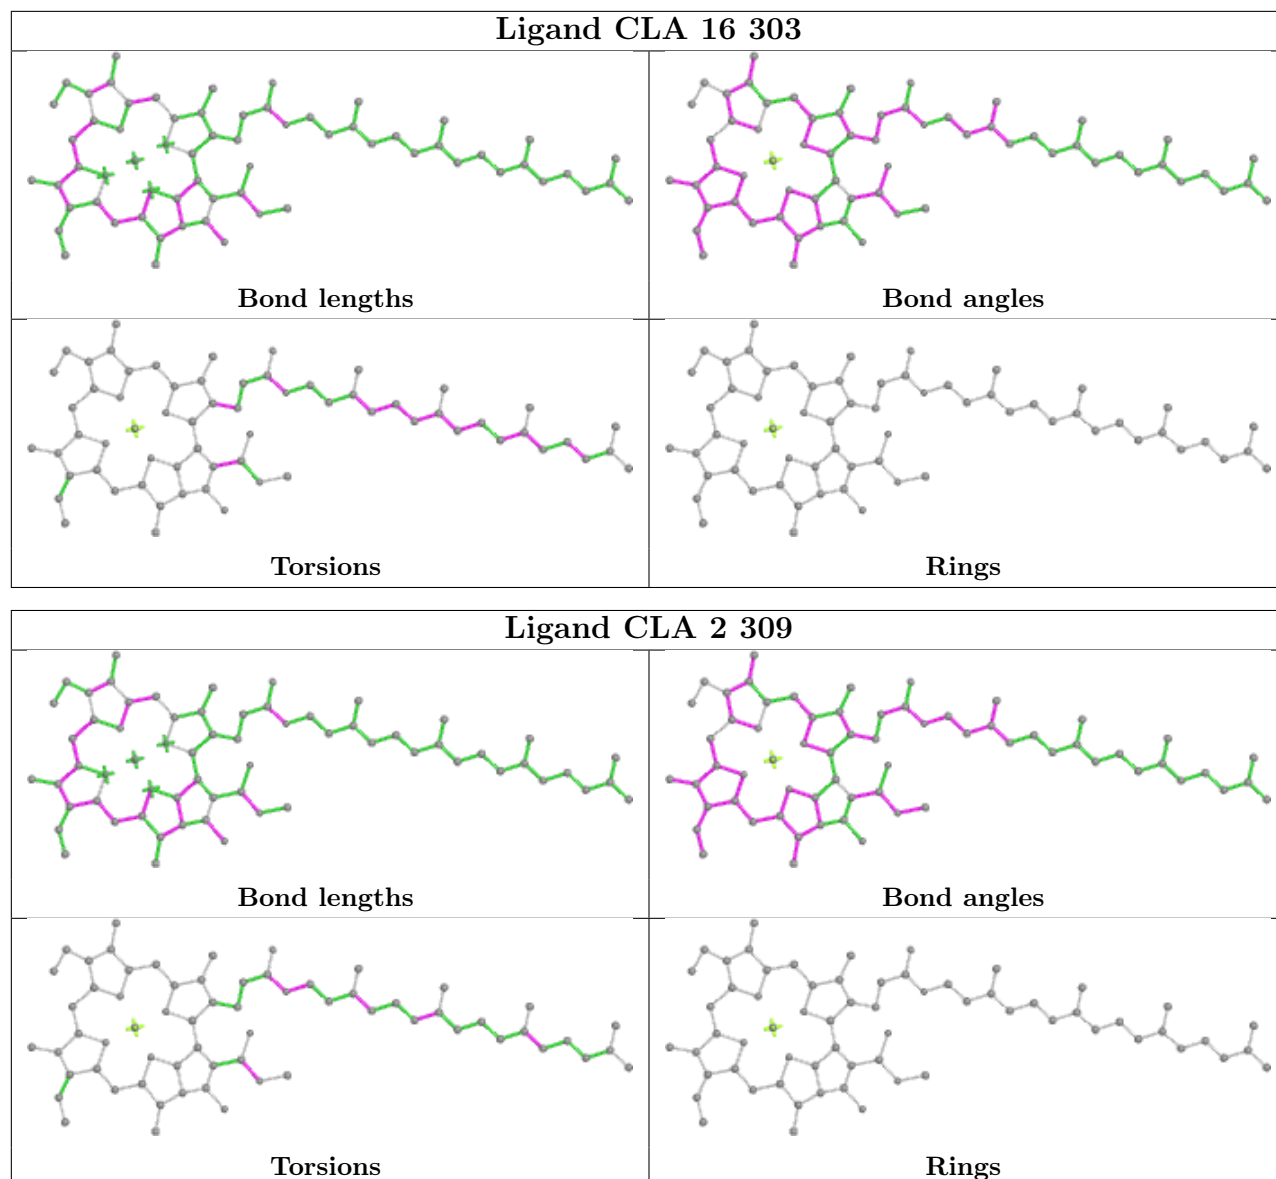 Ligand CLA 16 303
Bond lengths
Bond angles
Torsions
Rings
Ligand CLA 2 309
Bond lengths
Bond angles
Torsions
Rings